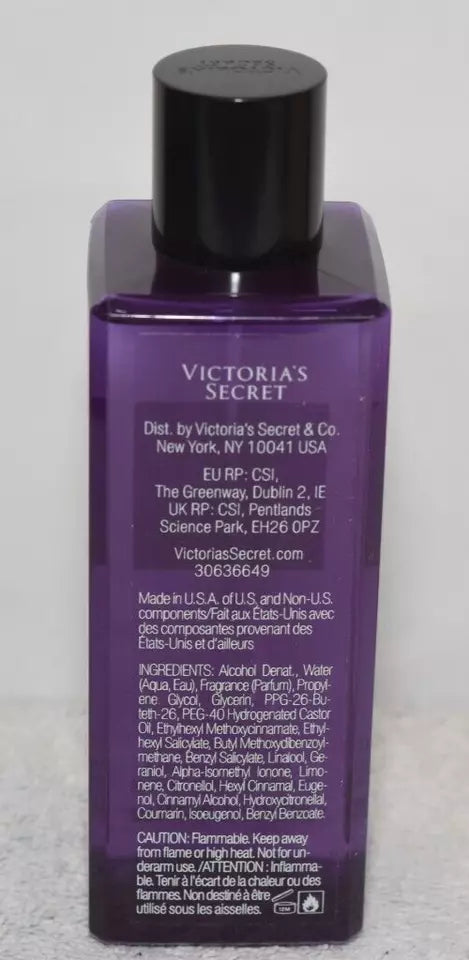 VICTORIA'S
SECRET
Dist. by Victoria's Secret & Co.
New York, NY 10041 USA
EU RP: CSI,
The Greenway, Dublin 2, IE
UK RP: CSI, Pentlands
Science Park, EH26 0PZ
VictoriasSecret.com
30636649
Made in U.S.A. of U.S. and Non-U.S.
components/Fait aux États-Unis avec
des composantes provenant des
États-Unis et d'ailleurs
INGREDIENTS: Alcohol Denat., Water
(Aqua, Eau), Fragrance (Parfum), Propyl-
ene Glycol, Glycerin, PPG-26-Bu-
teth-26, PEG-40 Hydrogenated Castor
Oil, Ethylhexyl Methoxycinnamate, Ethyl-
hexyl Salicylate, Butyl Methoxydibenzoyl-
methane, Benzyl Salicylate, Linalool, Ge-
raniol, Alpha-Isomethyl Ionone, Limo-
nene, Citronellol, Hexyl Cinnamal, Euge-
nol, Cinnamyl Alcohol, Hydroxycitronellal,
Coumarin, Isoeugenol, Benzyl Benzoate.
CAUTION: Flammable. Keep away
from flame or high heat. Not for un-
derarm use./ATTENTION : Inflamma-
ble. Tenir à l'écart de la chaleur ou des
flammes. Non destiné à être
utilisé sous les aisselles. 12M